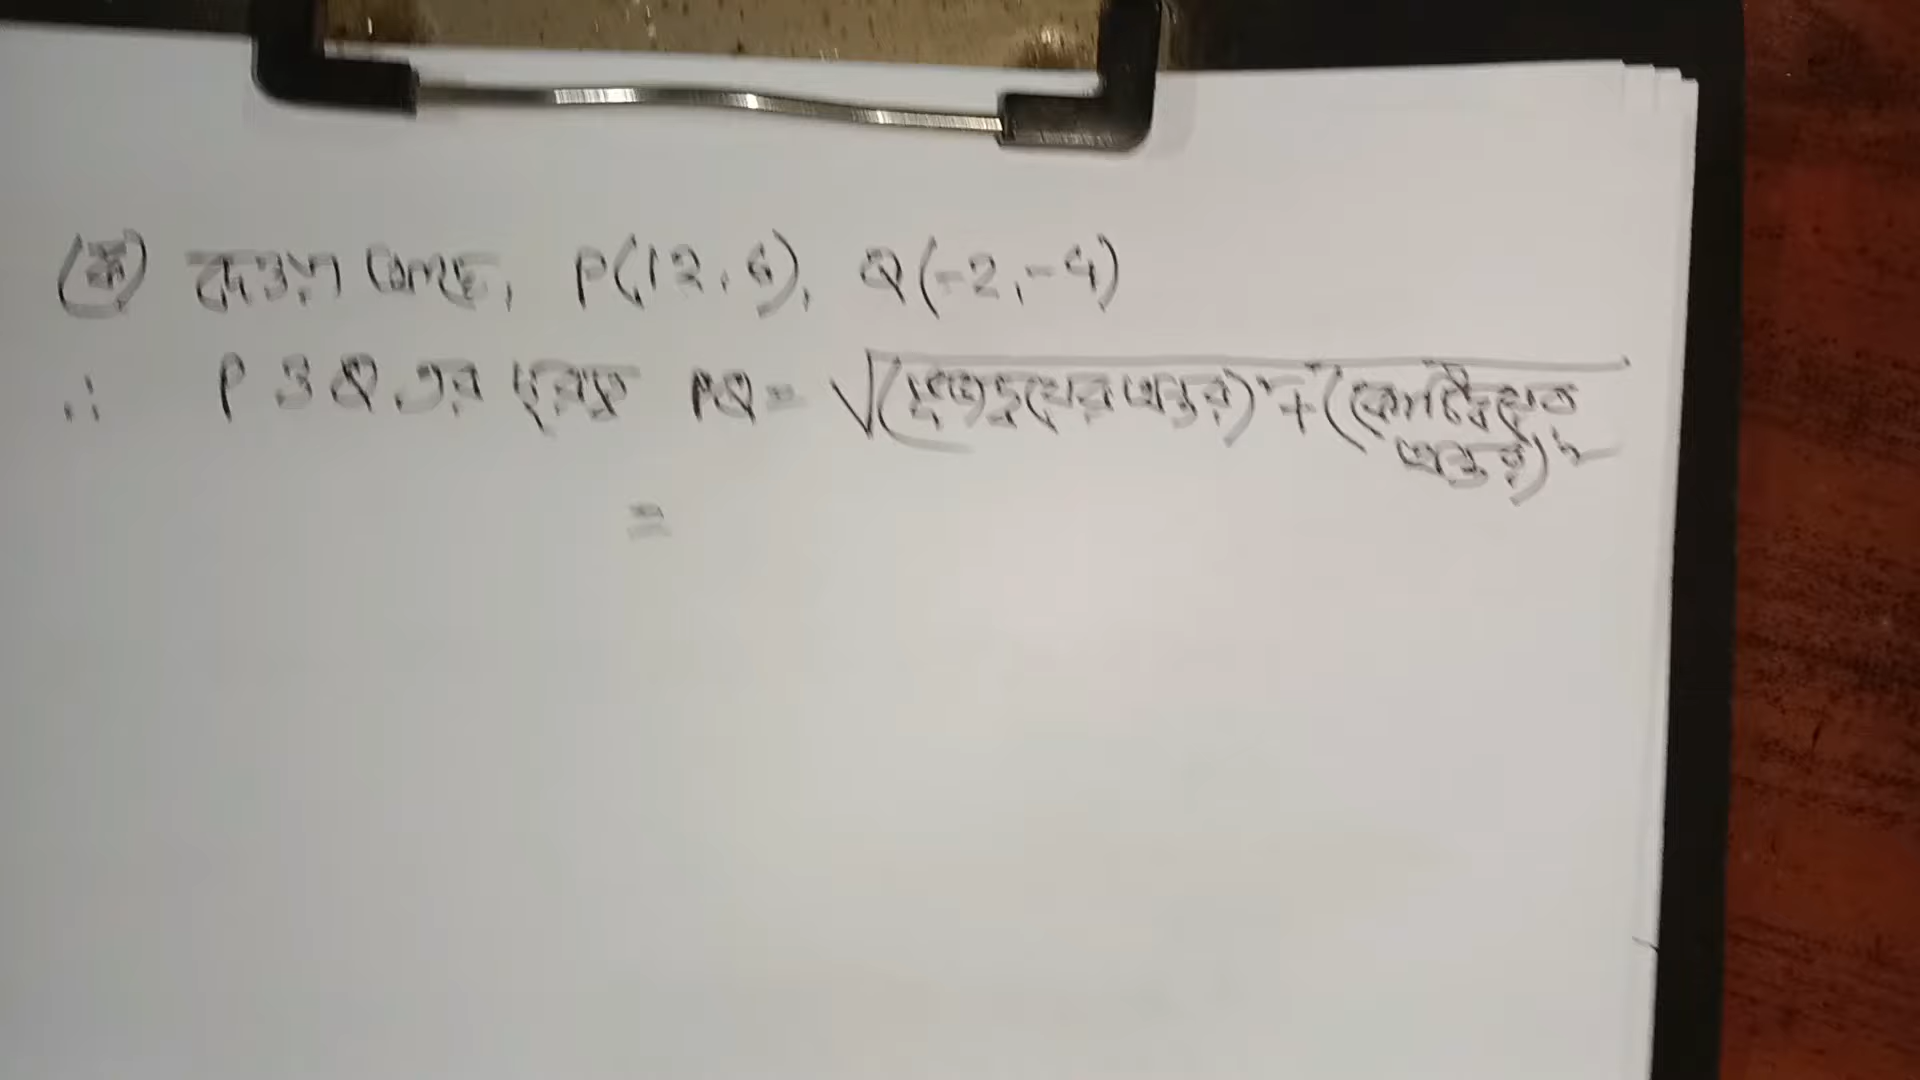 (ক) দেওয়া আছে, P(12, 6), Q(-2,-4)
∴ P ও Q এর দূরত্ব PQ = √(ভুজদ্বয়ের অন্তর)² + (কোটিদ্বয়ের
অন্তর)²
=